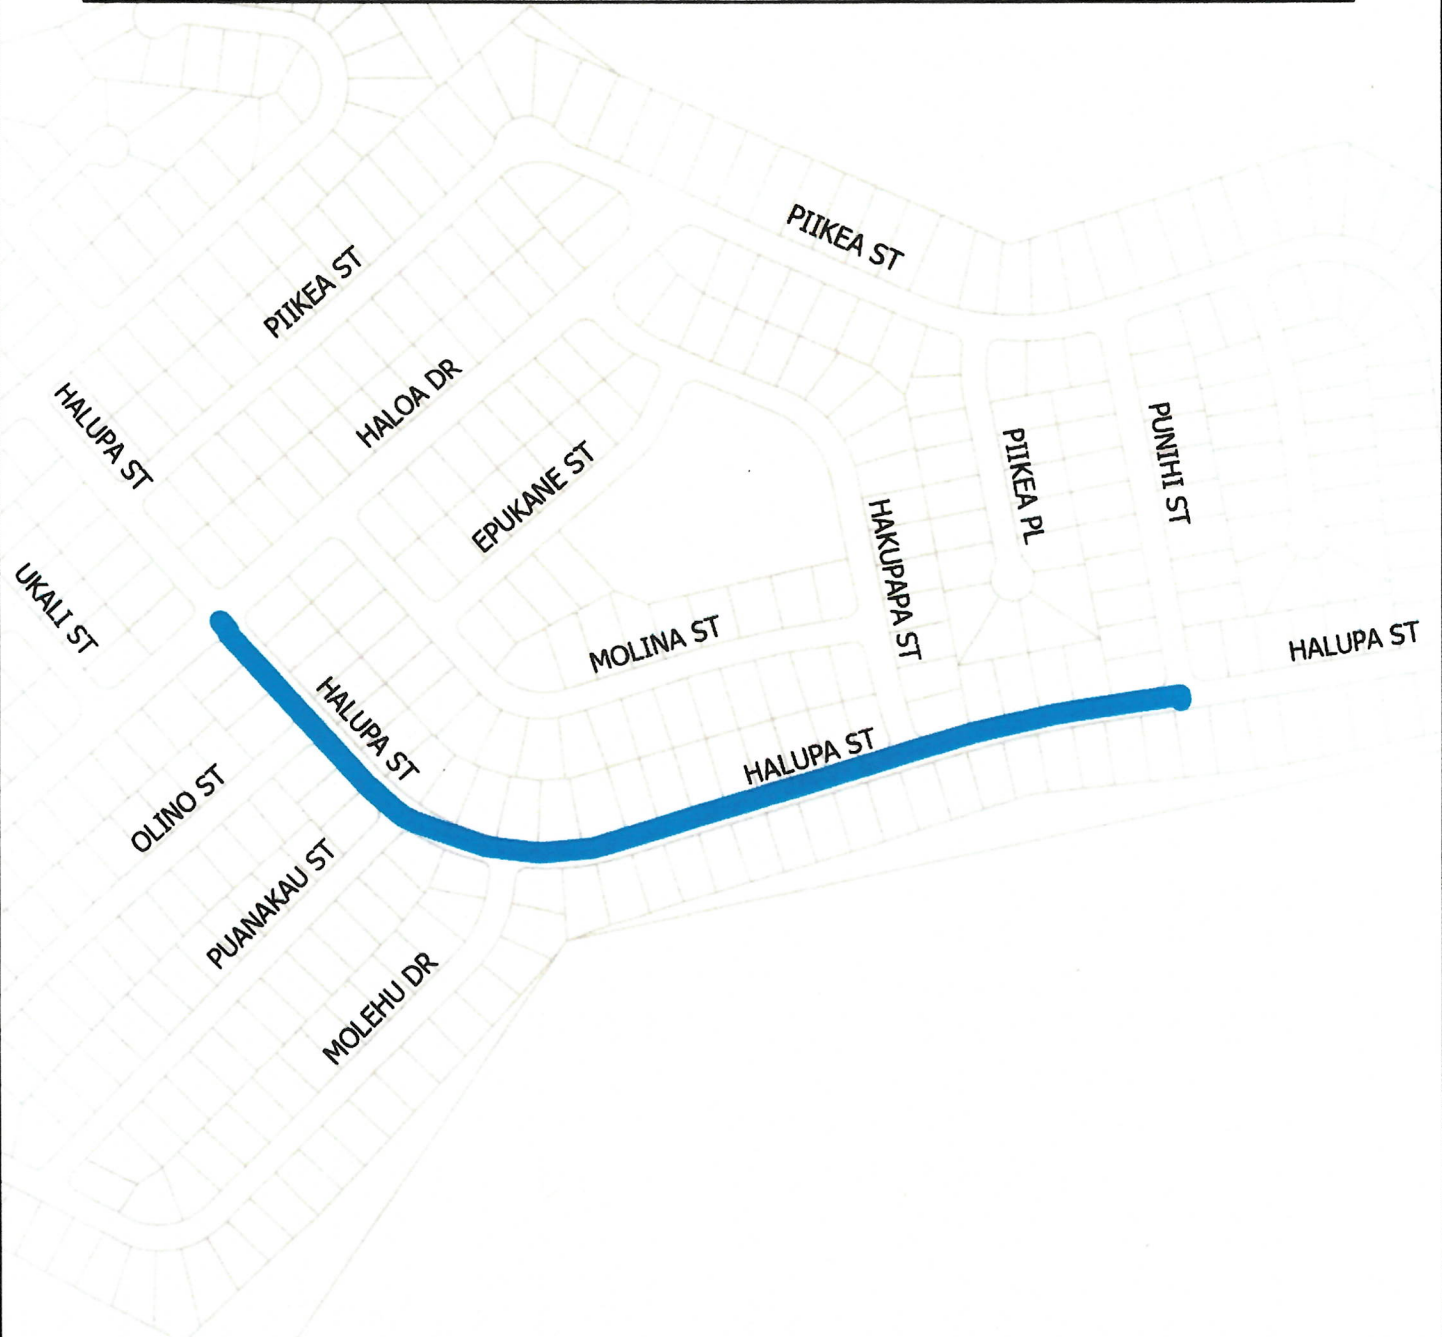 PIIKEA ST
PIIKEA ST
HALUPA ST
HALOA DR
EPUKANE ST
PIIKEA PL
PUNIHI ST
HAKUPAPA ST
UKALI ST
MOLINA ST
HALUPA ST
HALUPA ST
HALUPA ST
OLINO ST
PUANAKAU ST
MOLEHU DR